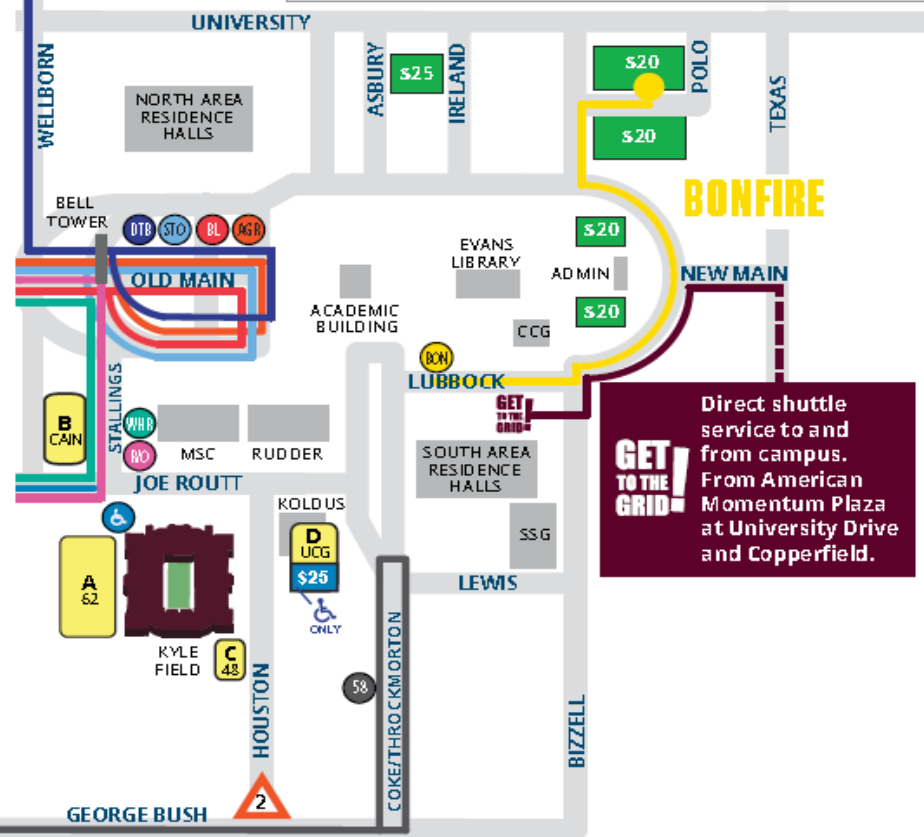 UNIVERSITY
WELLBORN
ASBURY
$25
IRELAND
$20
POLO
TEXAS
NORTH AREA
RESIDENCE
HALLS
$20
BONFIRE
BELL
TOWER
DTB
STO
BL
AGR
$20
EVANS
LIBRARY
ADMIN
NEW MAIN
OLD MAIN
ACADEMIC
BUILDING
$20
CCG
BON
LUBBOCK
GET
TO THE
GRID!
STALLINGS
B
CAIN
WHB
R/O
MSC
RUDDER
SOUTH AREA
RESIDENCE
HALLS
GET
TO THE
GRID!
Direct shuttle
service to and
from campus.
From American
Momentum Plaza
at University Drive
and Copperfield.
JOE ROUTT
KOLDUS
D
UCG
$25
ONLY
SSG
A
62
LEWIS
KYLE
FIELD
C
48
58
HOUSTON
COKE/THROCKMORTON
BIZZELL
2
GEORGE BUSH